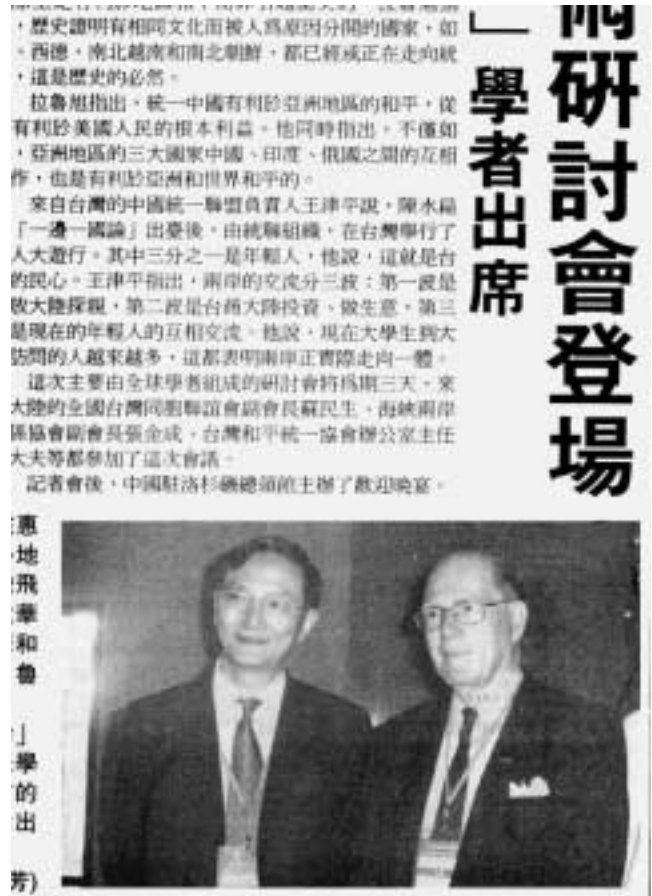 術研討會登場
」學者出席
，歷史證明有相同文化而被人爲原因分開的國家，如
、西德，南北越南和南北朝鮮，都已經或正在走向統
，這是歷史的必然。
拉魯旭指出，統一中國有利於亞洲地區的和平，從
有利於美國人民的根本利益。他同時指出，不僅如
，亞洲地區的三大國家中國、印度、俄國之間的互相
作，也是有利於亞洲和世界和平的。
來自台灣的中國統一聯盟負責人王津平說，陳水扁
「一邊一國論」出臺後，由統聯組織，在台灣舉行了
人大遊行。其中三分之一是年輕人，他說，這就是台
的民心。王津平指出，兩岸的交流分三波：第一波是
放大陸探親，第二波是台商大陸投資、做生意，第三
是現在的年輕人的互相交流。他說，現在大學生到大
訪問的人越來越多，這都表明兩岸正實際走向一體。
這次主要由全球學者組成的研討會將爲期三天。來
大陸的全國台灣同胞聯誼會副會長蘇民生、海峽兩岸
係協會副會長張金成、台灣和平統一協會辦公室主任
大夫等都參加了這次會議。
記者會後，中國駐洛杉磯總領館主辦了歡迎晚宴。
惠
地
飛
華
和
魯
」
學
的
出
芳)